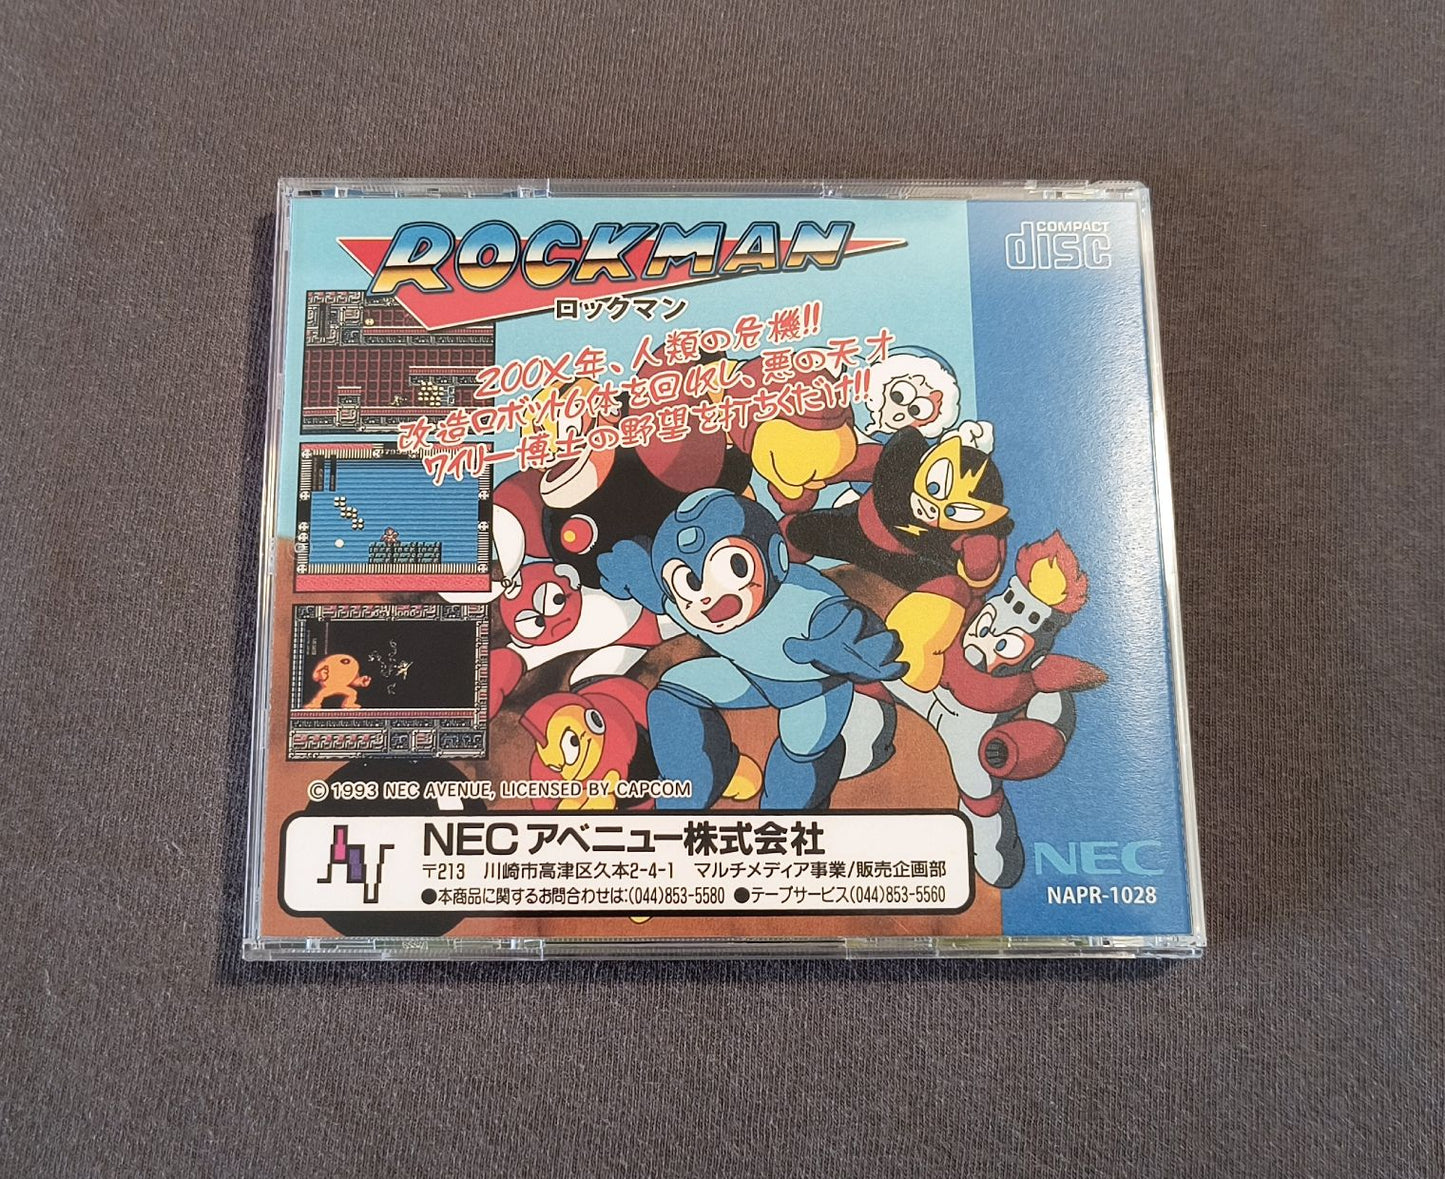 ROCKMAN
ロックマン
COMPACT
disc
200X年、人類の危機!!
改造ロボット6体を回収し、悪の天才
ワイリー博士の野望を打ちくだけ!!
© 1993 NEC AVENUE, LICENSED BY CAPCOM
NECアベニュー株式会社
〒213 川崎市高津区久本2-4-1 マルチメディア事業/販売企画部
●本商品に関するお問合わせは:(044)853-5580 ●テープサービス(044)853-5560
NEC
NAPR-1028